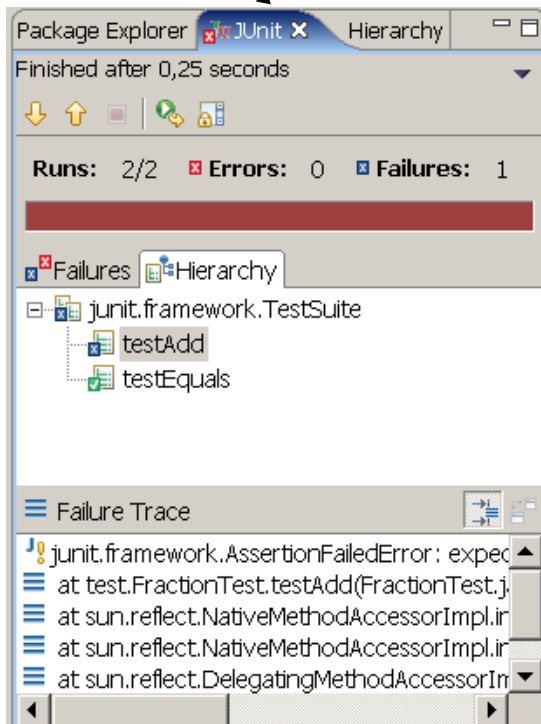 Package Explorer JUnit Hierarchy
Finished after 0,25 seconds
Runs: 2/2 Errors: 0 Failures: 1
Failures Hierarchy
junit.framework.TestSuite
testAdd
testEquals
Failure Trace
junit.framework.AssertionFailedError: expec
at test.FractionTest.testAdd(FractionTest.j
at sun.reflect.NativeMethodAccessorImpl.in
at sun.reflect.NativeMethodAccessorImpl.in
at sun.reflect.DelegatingMethodAccessorIm